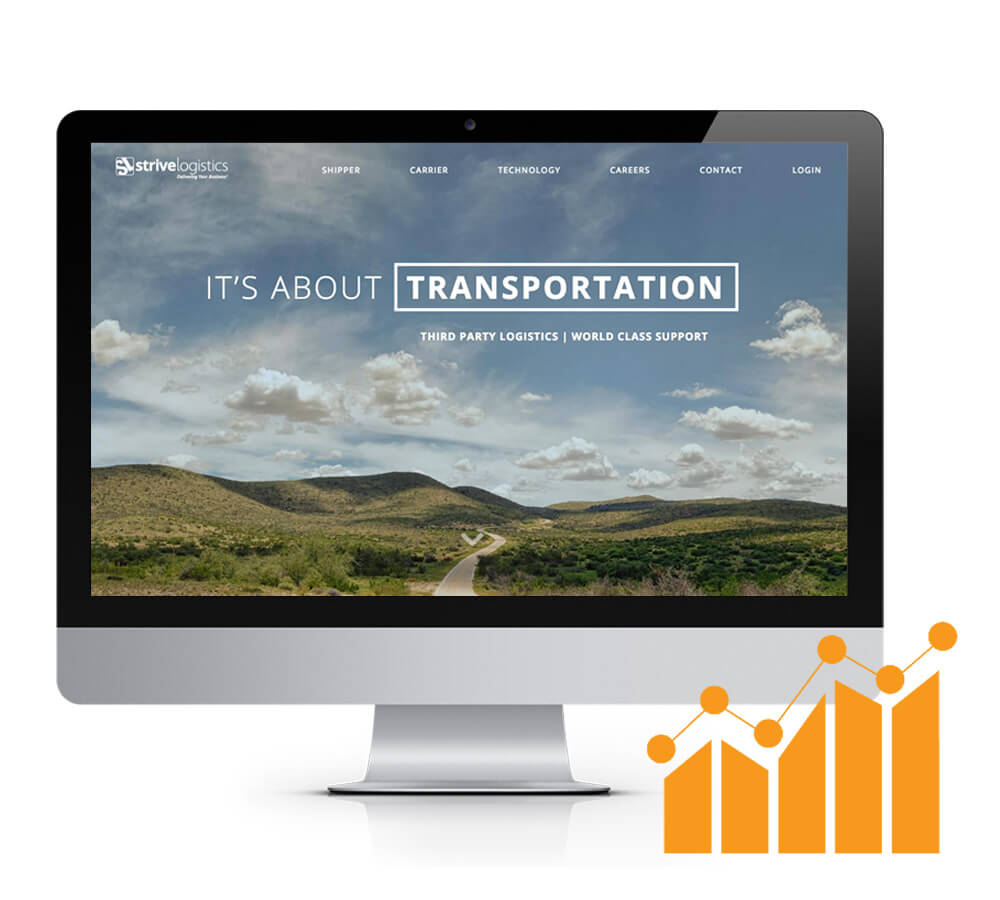 strivelogistics
Delivering Your Business!
SHIPPER CARRIER TECHNOLOGY CAREERS CONTACT LOGIN
IT'S ABOUT TRANSPORTATION
THIRD PARTY LOGISTICS | WORLD CLASS SUPPORT